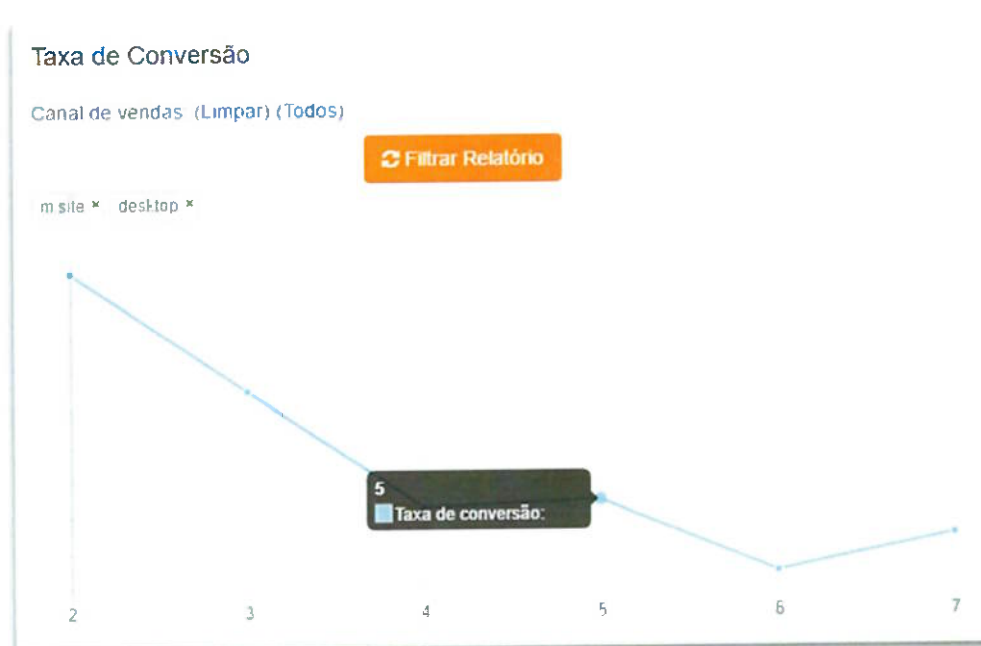 Taxa de Conversão
Canal de vendas (Limpar) (Todos)
Filtrar Relatório
m.site × desktop ×
5
Taxa de conversão:
2 3 4 5 6 7